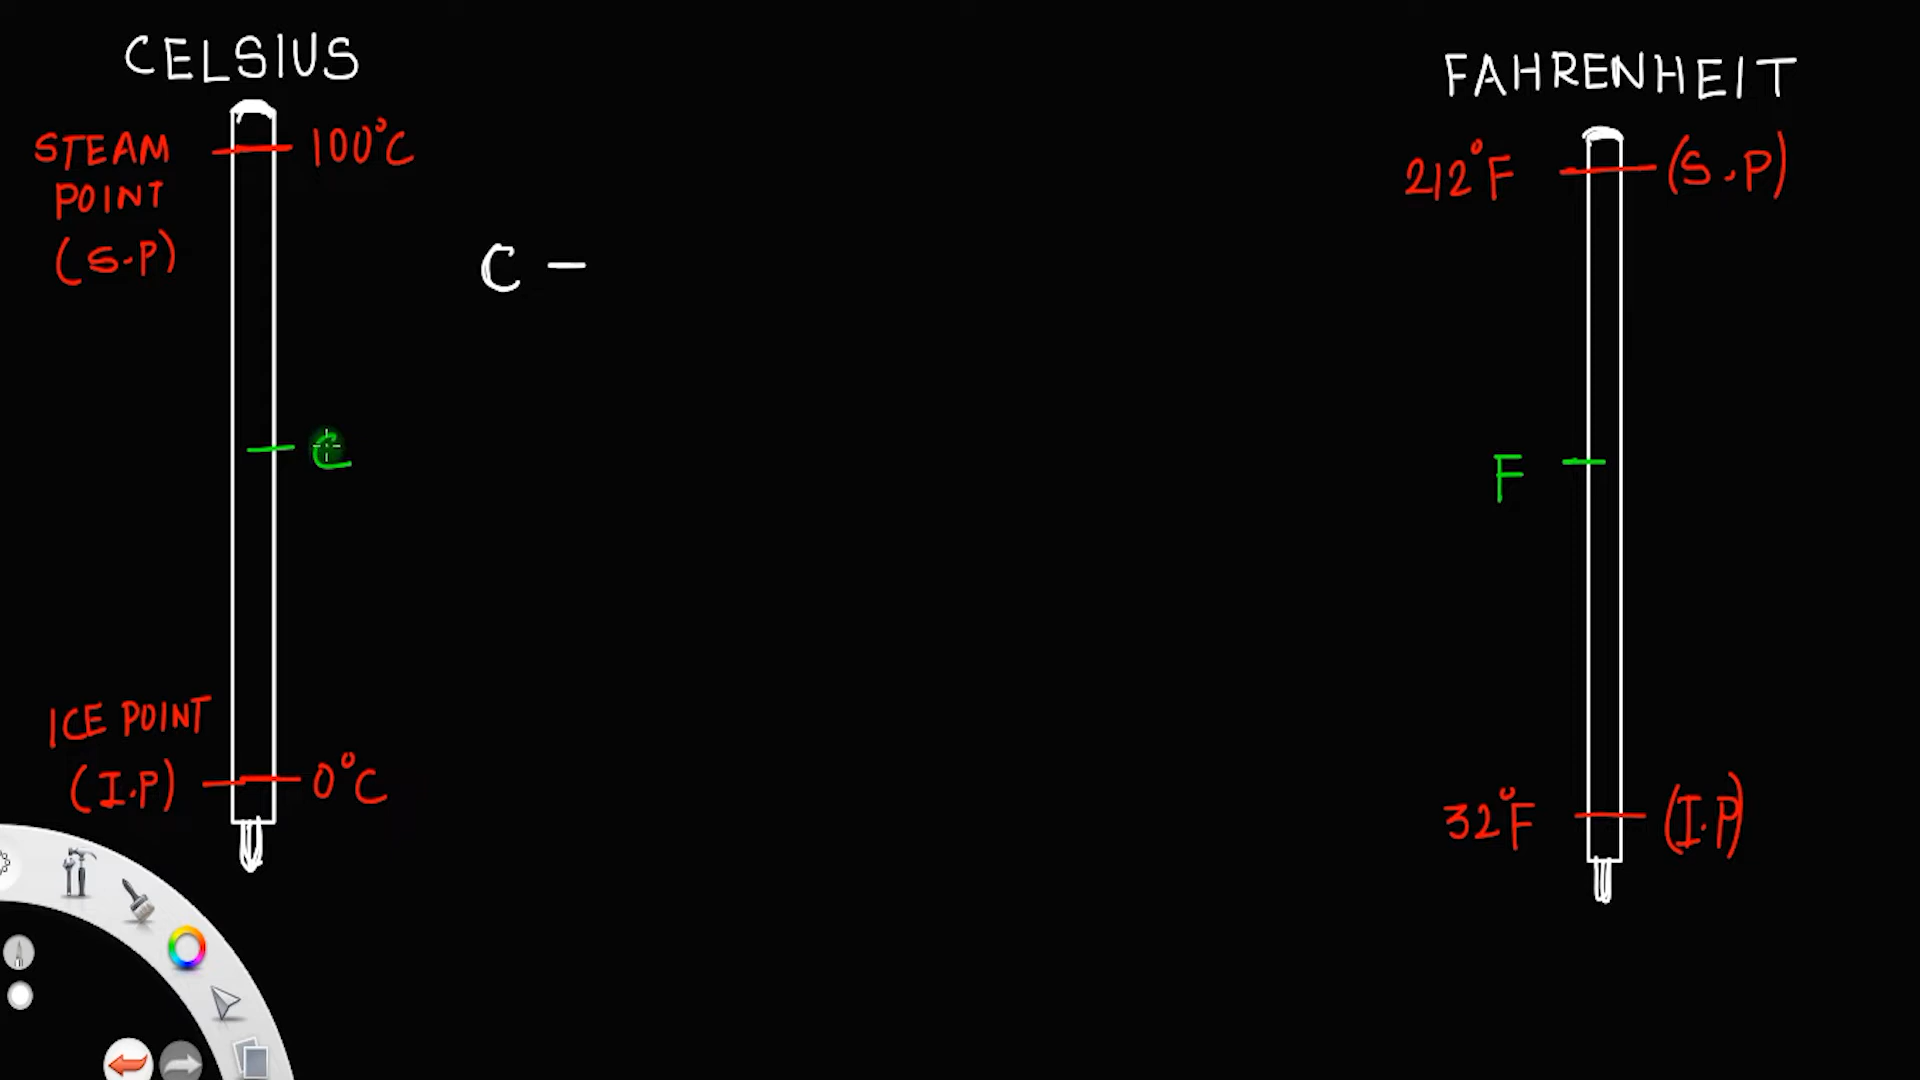 CELSIUS
STEAM
POINT
(S.P)
100°C
C -
C
ICE POINT
(I.P)
0°C
FAHRENHEIT
212°F
(S.P)
F
32°F
(I.P)